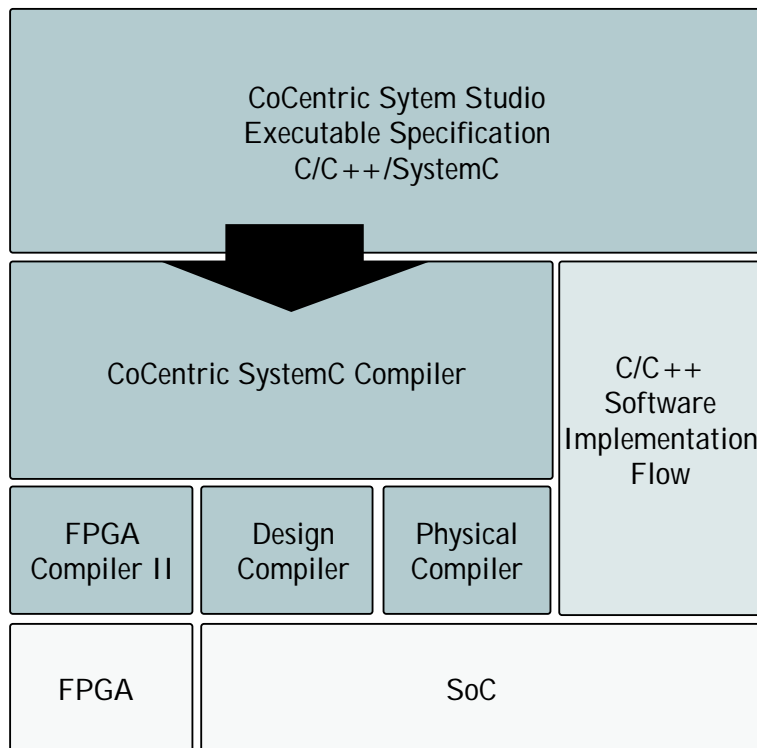 CoCentric Sytem Studio
Executable Specification
C/C++/SystemC
CoCentric SystemC Compiler
C/C++
Software
Implementation
Flow
FPGA
Compiler II
Design
Compiler
Physical
Compiler
FPGA
SoC